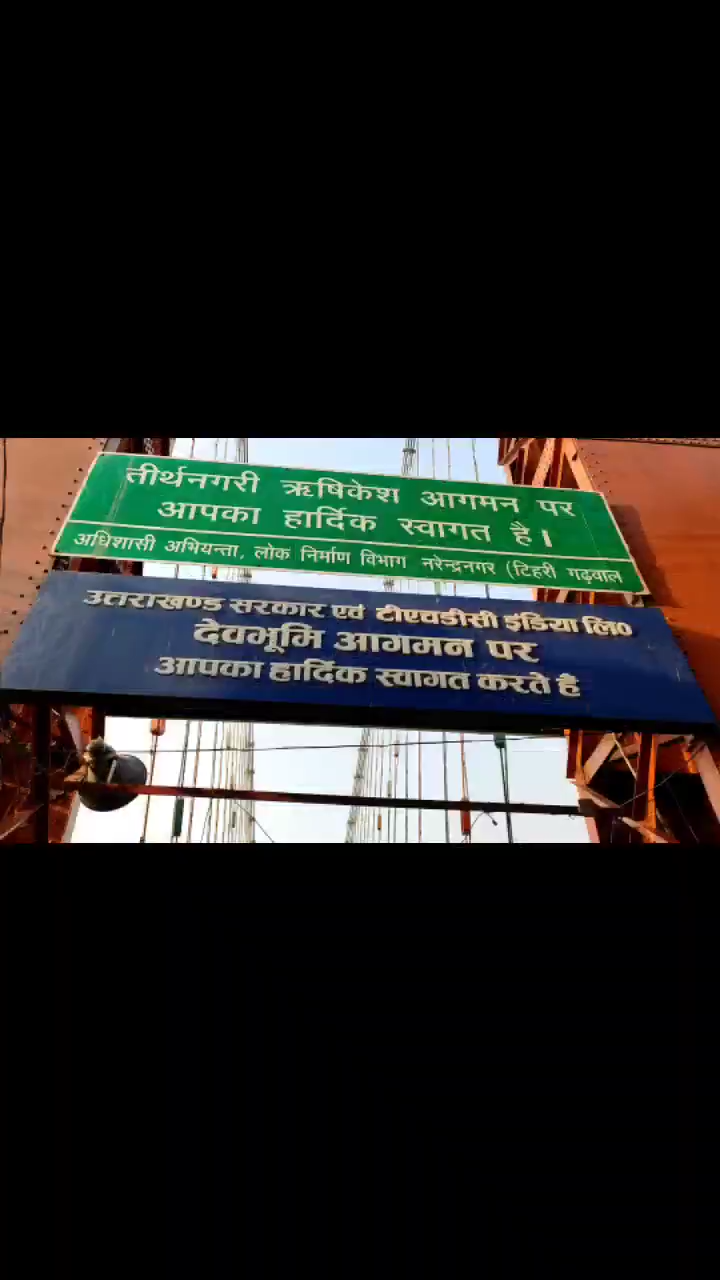 तीर्थनगरी ऋषिकेश आगमन पर
आपका हार्दिक स्वागत है।
अधिशासी अभियन्ता, लोक निर्माण विभाग नरेन्द्रनगर (टिहरी गढ़वाल
उत्तराखण्ड सरकार एवं टीएचडीसी इंडिया लि०
देवभूमि आगमन पर
आपका हार्दिक स्वागत करते है